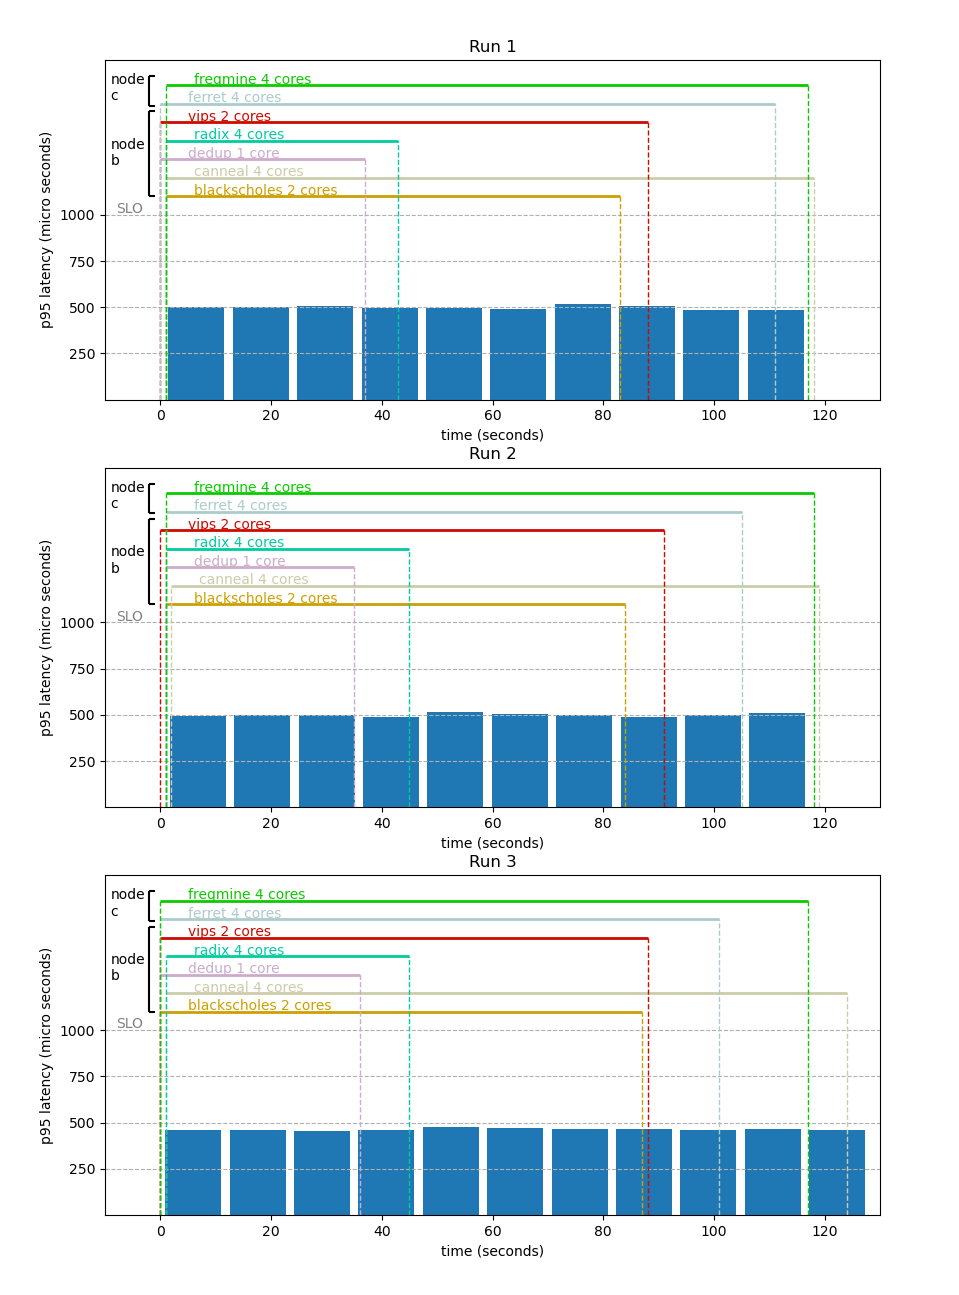 Run 1
node
c
freqmine 4 cores
ferret 4 cores
vips 2 cores
node
b
radix 4 cores
dedup 1 core
canneal 4 cores
blackscholes 2 cores
SLO
1000
750
500
250
p95 latency (micro seconds)
0 20 40 60 80 100 120
time (seconds)
Run 2
node
c
freqmine 4 cores
ferret 4 cores
vips 2 cores
node
b
radix 4 cores
dedup 1 core
canneal 4 cores
blackscholes 2 cores
SLO
1000
750
500
250
p95 latency (micro seconds)
0 20 40 60 80 100 120
time (seconds)
Run 3
node
c
freqmine 4 cores
ferret 4 cores
vips 2 cores
node
b
radix 4 cores
dedup 1 core
canneal 4 cores
blackscholes 2 cores
SLO
1000
750
500
250
p95 latency (micro seconds)
0 20 40 60 80 100 120
time (seconds)